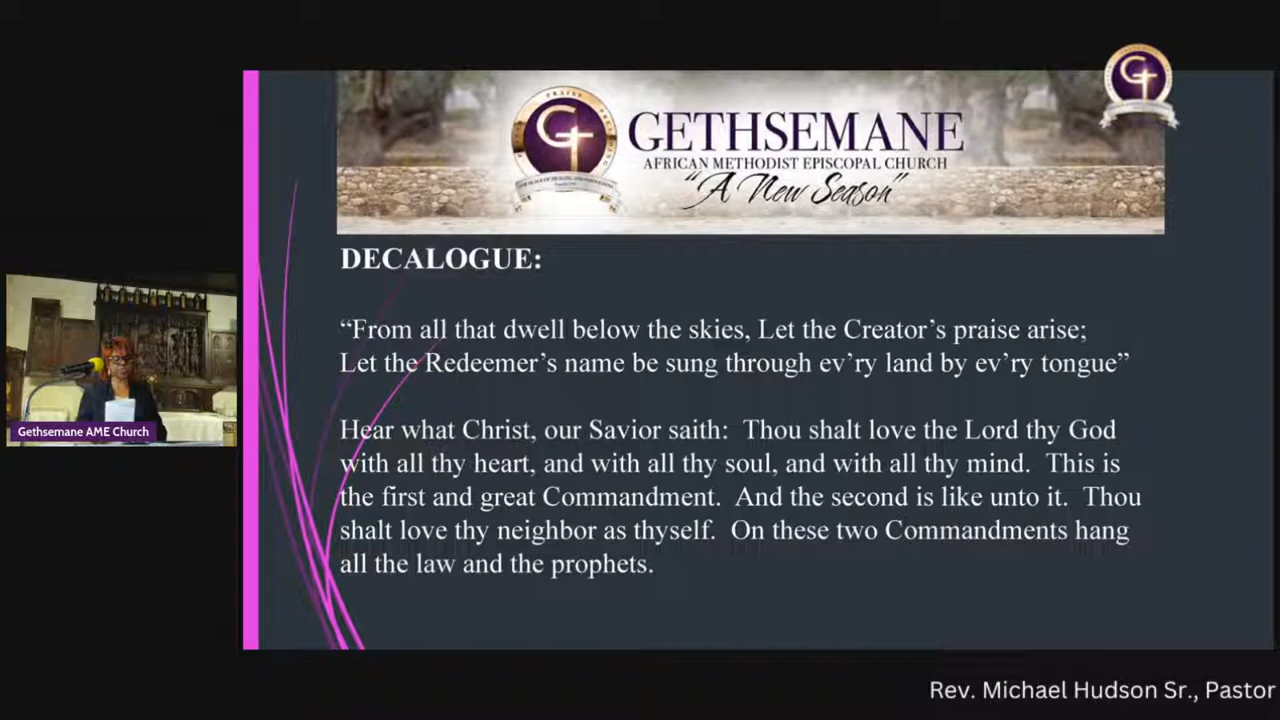 GETHSEMANE
AFRICAN METHODIST EPISCOPAL CHURCH
"A New Season"
DECALOGUE:
“From all that dwell below the skies, Let the Creator’s praise arise;
Let the Redeemer’s name be sung through ev’ry land by ev’ry tongue”
Hear what Christ, our Savior saith:  Thou shalt love the Lord thy God
with all thy heart, and with all thy soul, and with all thy mind.  This is
the first and great Commandment.  And the second is like unto it.  Thou
shalt love thy neighbor as thyself.  On these two Commandments hang
all the law and the prophets.
Gethsemane AME Church
Rev. Michael Hudson Sr., Pastor